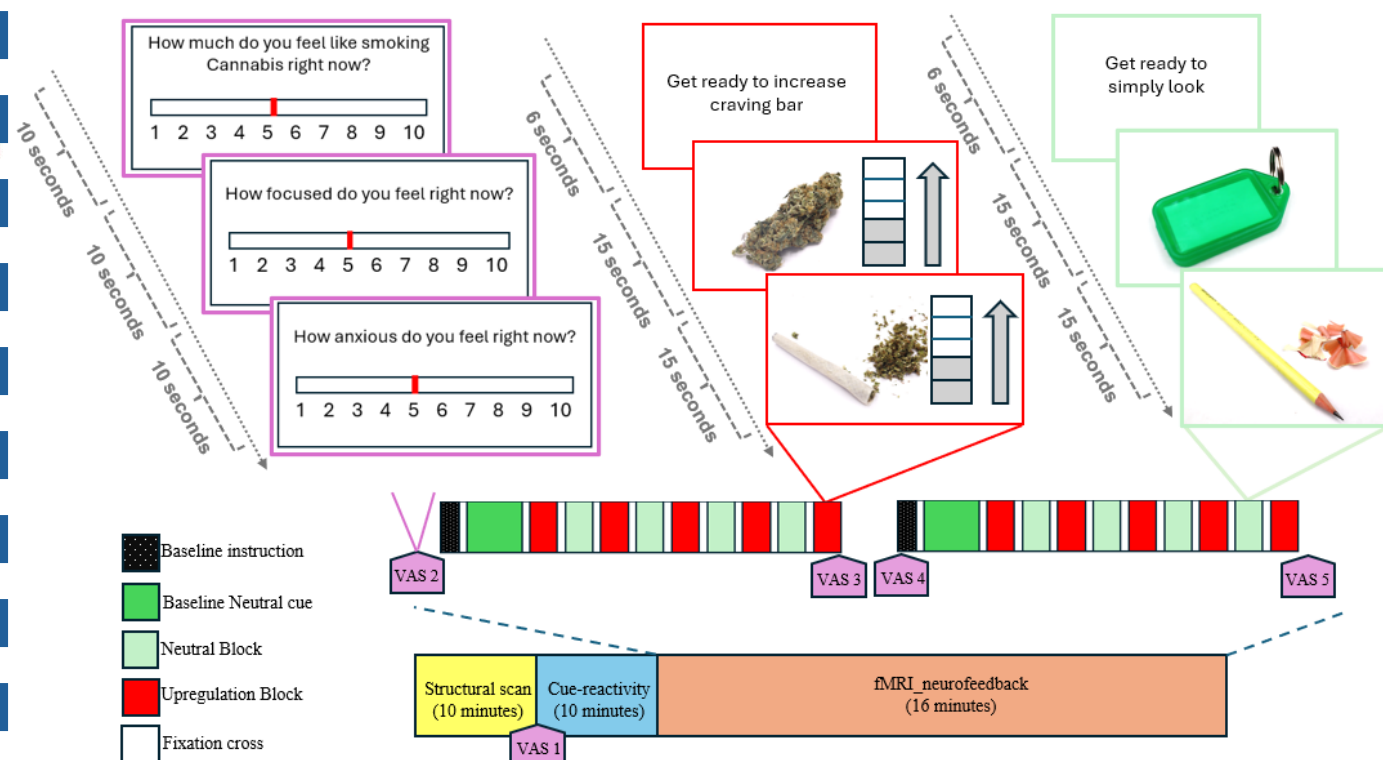 How much do you feel like smoking
Cannabis right now?
1 2 3 4 5 6 7 8 9 10
How focused do you feel right now?
1 2 3 4 5 6 7 8 9 10
How anxious do you feel right now?
1 2 3 4 5 6 7 8 9 10
10 seconds
10 seconds
10 seconds
Get ready to increase
craving bar
6 seconds
15 seconds
15 seconds
Get ready to
simply look
6 seconds
15 seconds
15 seconds
VAS 2
VAS 3
VAS 4
VAS 5
Baseline instruction
Baseline Neutral cue
Neutral Block
Upregulation Block
Fixation cross
Structural scan
(10 minutes)
Cue-reactivity
(10 minutes)
fMRI_neurofeedback
(16 minutes)
VAS 1